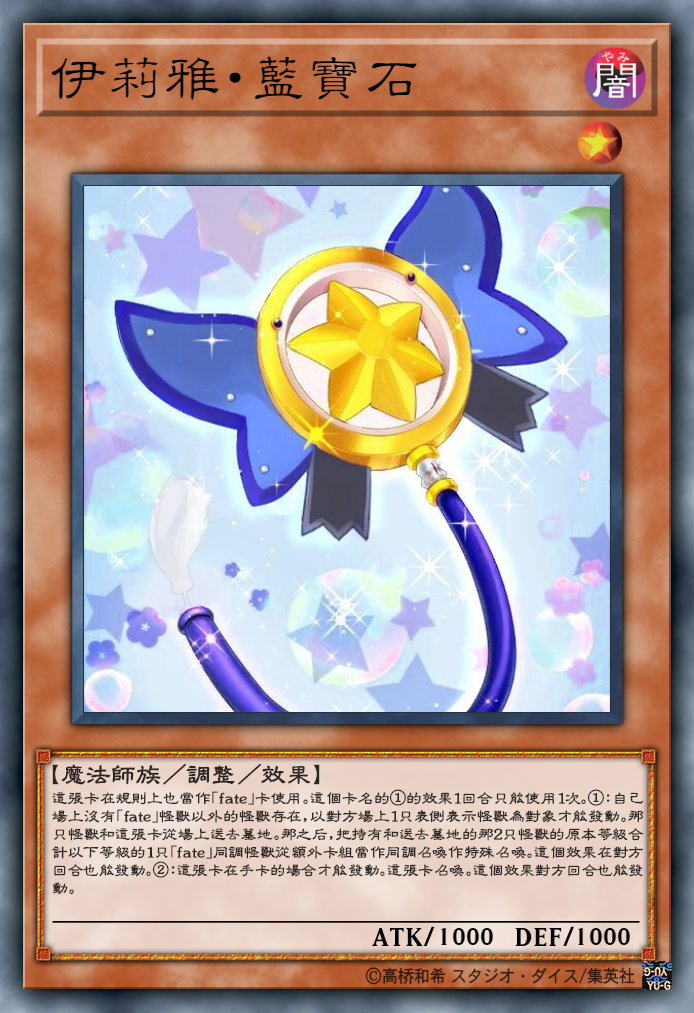 伊莉雅・藍寶石
やみ
闇
【魔法師族／調整／效果】
這張卡在規則上也當作「fate」卡使用。這個卡名的①的效果1回合只能使用1次。①：自己
場上沒有「fate」怪獸以外的怪獸存在，以對方場上1只表側表示怪獸為對象才能發動。那
只怪獸和這張卡從場上送去墓地。那之后，把持有和送去墓地的那2只怪獸的原本等級合
計以下等級的1只「fate」同調怪獸從額外卡組當作同調召喚作特殊召喚。這個效果在對方
回合也能發動。②：這張卡在手卡的場合才能發動。這張卡召喚。這個效果對方回合也能發
動。
ATK/1000 DEF/1000
©高桥和希 スタジオ・ダイス/集英社
YU-G
YU-G